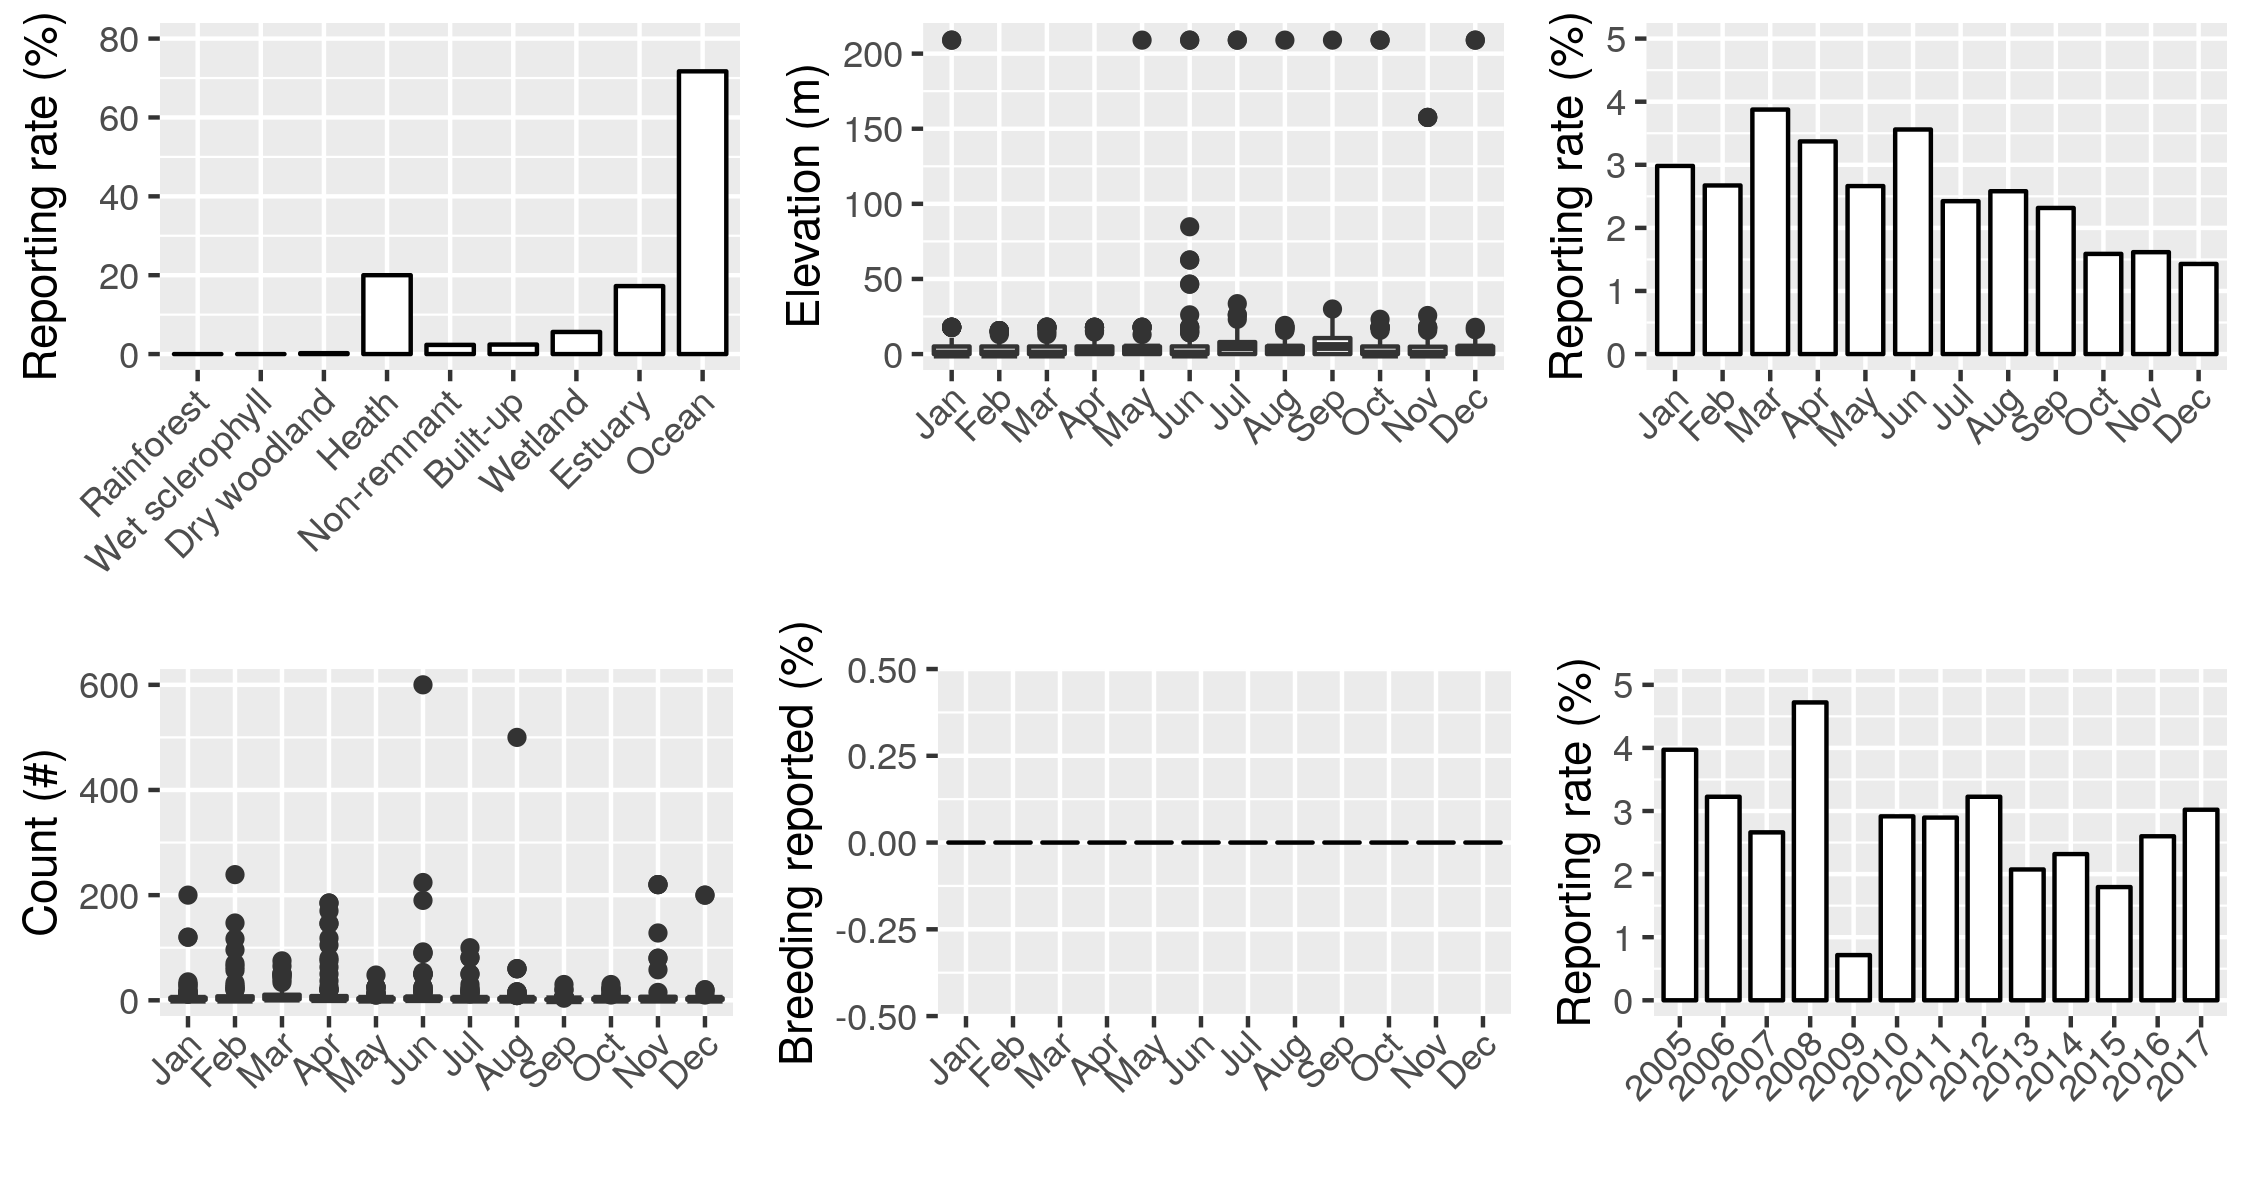 Reporting rate (%)
80
60
40
20
0
Rainforest
Wet sclerophyll
Dry woodland
Heath
Non-remnant
Built-up
Wetland
Estuary
Ocean
Elevation (m)
200
150
100
50
0
Jan
Feb
Mar
Apr
May
Jun
Jul
Aug
Sep
Oct
Nov
Dec
Reporting rate (%)
5
4
3
2
1
0
Jan
Feb
Mar
Apr
May
Jun
Jul
Aug
Sep
Oct
Nov
Dec
Count (#)
600
400
200
0
Jan
Feb
Mar
Apr
May
Jun
Jul
Aug
Sep
Oct
Nov
Dec
Breeding reported (%)
0.50
0.25
0.00
-0.25
-0.50
Jan
Feb
Mar
Apr
May
Jun
Jul
Aug
Sep
Oct
Nov
Dec
Reporting rate (%)
5
4
3
2
1
0
2005
2006
2007
2008
2009
2010
2011
2012
2013
2014
2015
2016
2017